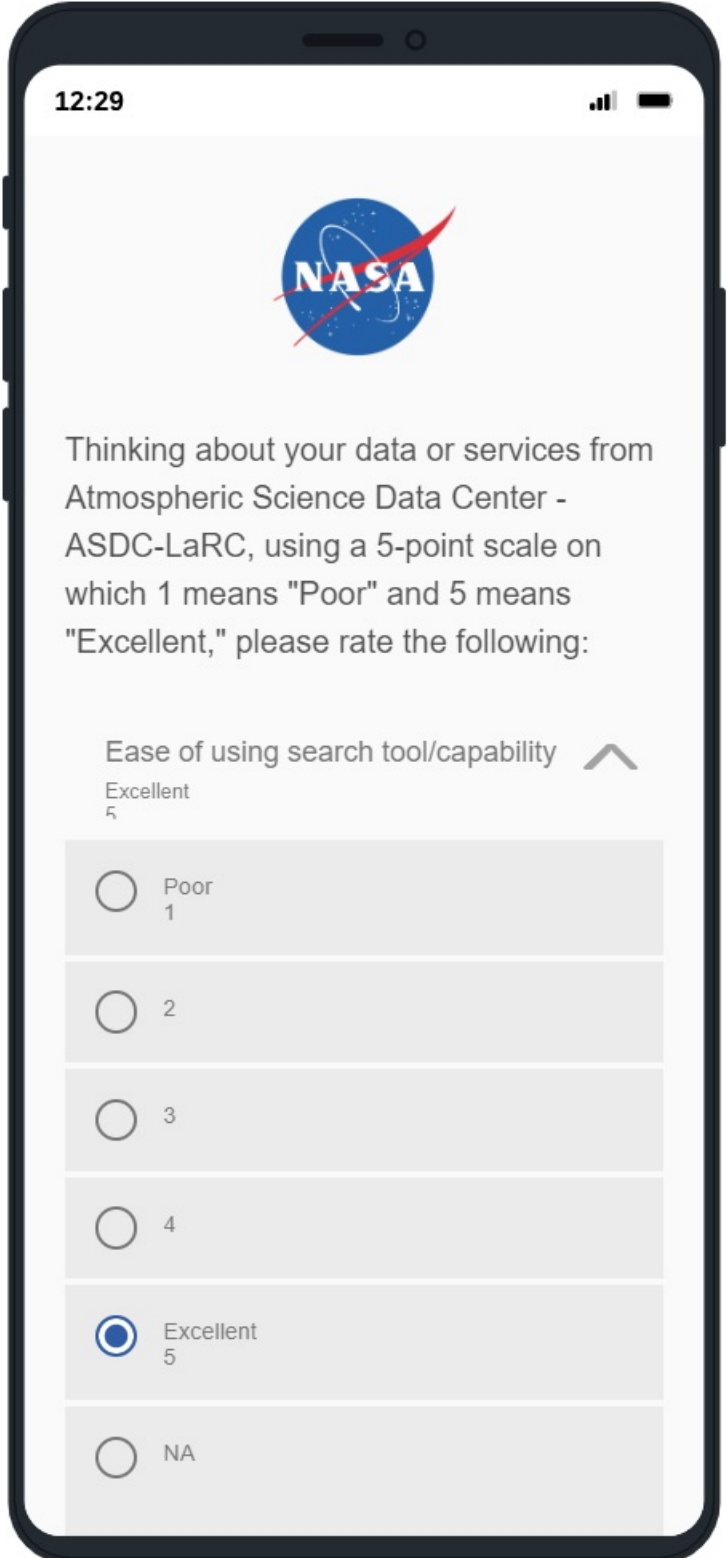 12:29
NASA
Thinking about your data or services from
Atmospheric Science Data Center -
ASDC-LaRC, using a 5-point scale on
which 1 means "Poor" and 5 means
"Excellent," please rate the following:
Ease of using search tool/capability
Excellent
5
Poor
1
2
3
4
Excellent
5
NA